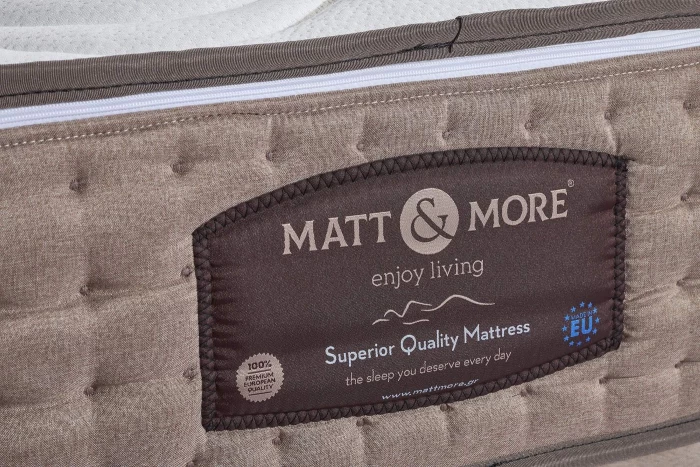 MATT & MORE®
enjoy living
Superior Quality Mattress
the sleep you deserve every day
www.mattmore.gr
100%
PREMIUM
EUROPEAN
QUALITY
MADE IN
EU